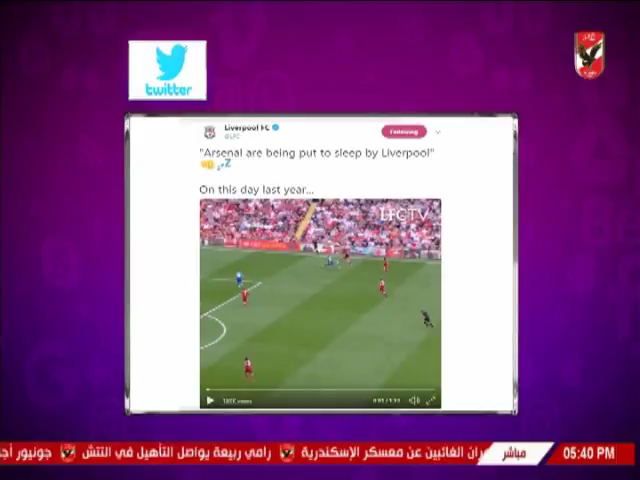 twitter
Liverpool FC
@LFC
Following
"Arsenal are being put to sleep by Liverpool"
On this day last year...
LFCTV
ران الغائبين عن معسكر الإسكندرية
رامي ربيعة يواصل التأهيل في التتش
جونيور أجا
مباشر
05:40 PM